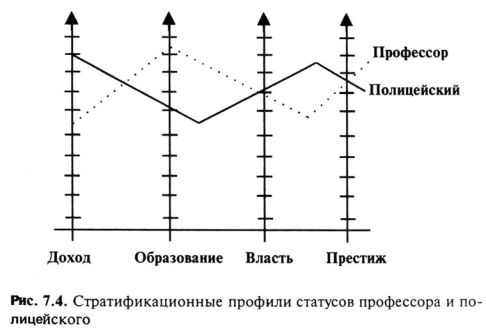 Профессор
Полицейский
Доход Образование Власть Престиж
Рис. 7.4. Стратификационные профили статусов профессора и по-
лицейского